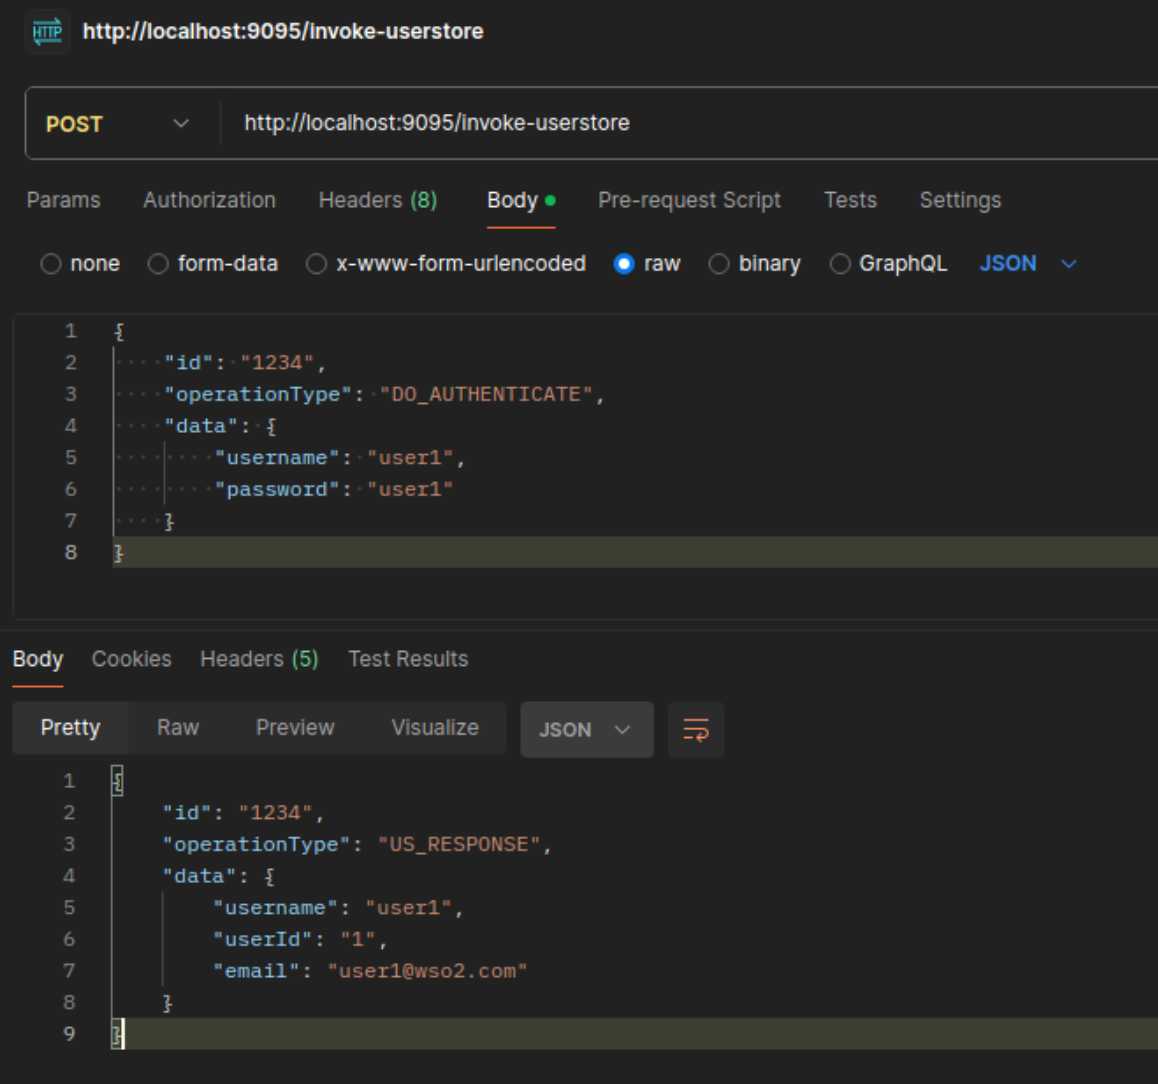 HTTP http://localhost:9095/invoke-userstore
POST http://localhost:9095/invoke-userstore
Params Authorization Headers (8) Body Pre-request Script Tests Settings
none form-data x-www-form-urlencoded raw binary GraphQL JSON
1 {
2 ····"id":·"1234",
3 ····"operationType":·"DO_AUTHENTICATE",
4 ····"data":·{
5 ········"username":·"user1",
6 ········"password":·"user1"
7 ····}
8 }
Body Cookies Headers (5) Test Results
Pretty Raw Preview Visualize JSON
1 {
2     "id": "1234",
3     "operationType": "US_RESPONSE",
4     "data": {
5         "username": "user1",
6         "userId": "1",
7         "email": "user1@wso2.com"
8     }
9 }